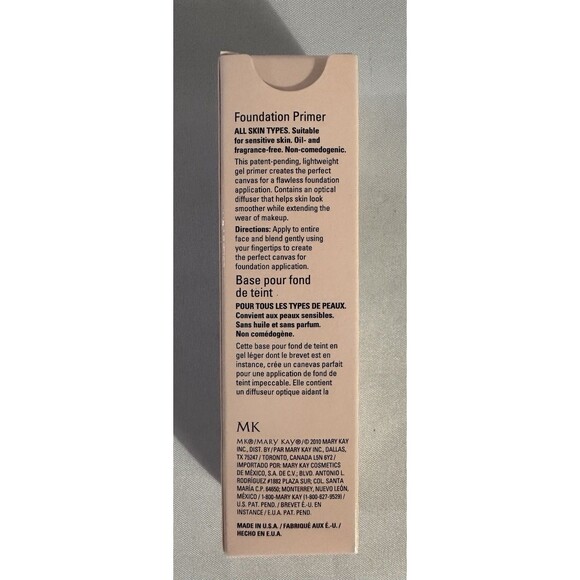 Foundation Primer
ALL SKIN TYPES. Suitable
for sensitive skin. Oil- and
fragrance-free. Non-comedogenic.
This patent-pending, lightweight
gel primer creates the perfect
canvas for a flawless foundation
application. Contains an optical
diffuser that helps skin look
smoother while extending the
wear of makeup.
Directions: Apply to entire
face and blend gently using
your fingertips to create
the perfect canvas for
foundation application.
Base pour fond
de teint
POUR TOUS LES TYPES DE PEAUX.
Convient aux peaux sensibles.
Sans huile et sans parfum.
Non comédogène.
Cette base pour fond de teint en
gel léger dont le brevet est en
instance, crée un canevas parfait
pour une application de fond de
teint impeccable. Elle contient
un diffuseur optique aidant la
MK
MK®/MARY KAY®/© 2010 MARY KAY
INC., DIST. BY/PAR MARY KAY INC., DALLAS,
TX 75247 / TORONTO, CANADA L5N 6Y2 /
IMPORTADO POR: MARY KAY COSMETICS
DE MÉXICO, S.A. DE C.V.; BLVD. ANTONIO L.
RODRÍGUEZ #1882 PLAZA SUR; COL. SANTA
MARÍA C.P. 64650; MONTERREY, NUEVO LEÓN,
MÉXICO / 1-800-MARY KAY (1-800-627-9529) /
U.S. PAT. PEND. / BREVET -U. EN
INSTANCE / E.U.A. PAT. PEND.
MADE IN U.S.A. / FABRIQUÉ AUX É.-U. /
HECHO EN E.U.A.